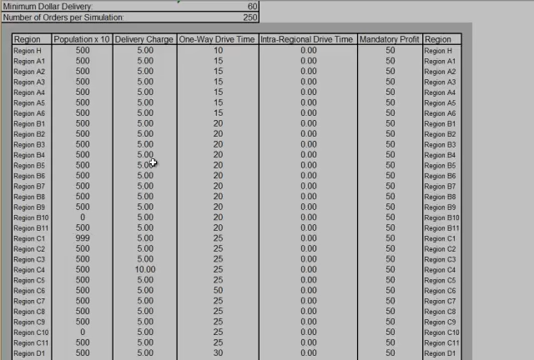 Minimum Dollar Delivery: 60
Number of Orders per Simulation: 250
Region Population x 10 Delivery Charge One-Way Drive Time Intra-Regional Drive Time Mandatory Profit Region
Region H 500 5.00 10 0.00 50 Region H
Region A1 500 5.00 15 0.00 50 Region A1
Region A2 500 5.00 15 0.00 50 Region A2
Region A3 500 5.00 15 0.00 50 Region A3
Region A4 500 5.00 15 0.00 50 Region A4
Region A5 500 5.00 15 0.00 50 Region A5
Region A6 500 5.00 15 0.00 50 Region A6
Region B1 500 5.00 20 0.00 50 Region B1
Region B2 500 5.00 20 0.00 50 Region B2
Region B3 500 5.00 20 0.00 50 Region B3
Region B4 500 5.00 20 0.00 50 Region B4
Region B5 500 5.00 20 0.00 50 Region B5
Region B6 500 5.00 20 0.00 50 Region B6
Region B7 500 5.00 20 0.00 50 Region B7
Region B8 500 5.00 20 0.00 50 Region B8
Region B9 500 5.00 20 0.00 50 Region B9
Region B10 0 5.00 20 0.00 50 Region B10
Region B11 500 5.00 20 0.00 50 Region B11
Region C1 999 5.00 25 0.00 50 Region C1
Region C2 500 5.00 25 0.00 50 Region C2
Region C3 500 5.00 25 0.00 50 Region C3
Region C4 500 10.00 25 0.00 50 Region C4
Region C5 500 5.00 25 0.00 50 Region C5
Region C6 500 5.00 50 0.00 50 Region C6
Region C7 500 5.00 25 0.00 50 Region C7
Region C8 500 5.00 25 0.00 50 Region C8
Region C9 500 5.00 25 0.00 50 Region C9
Region C10 0 5.00 25 0.00 50 Region C10
Region C11 500 5.00 25 0.00 50 Region C11
Region D1 500 5.00 30 0.00 50 Region D1